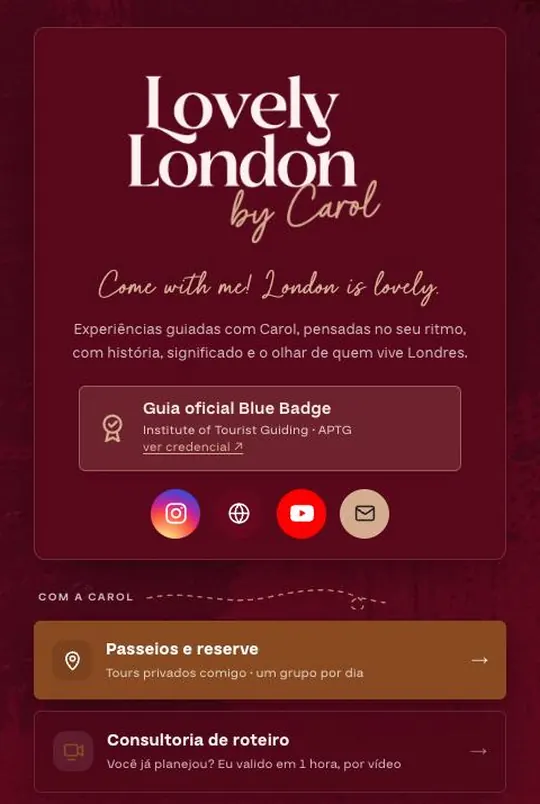 Lovely
London
by Carol
Come with me! London is lovely.
Experiências guiadas com Carol, pensadas no seu ritmo,
com história, significado e o olhar de quem vive Londres.
Guia oficial Blue Badge
Institute of Tourist Guiding · APTG
ver credencial ↗
COM A CAROL
Passeios e reserve
Tours privados comigo · um grupo por dia
→
Consultoria de roteiro
Você já planejou? Eu valido em 1 hora, por vídeo
→